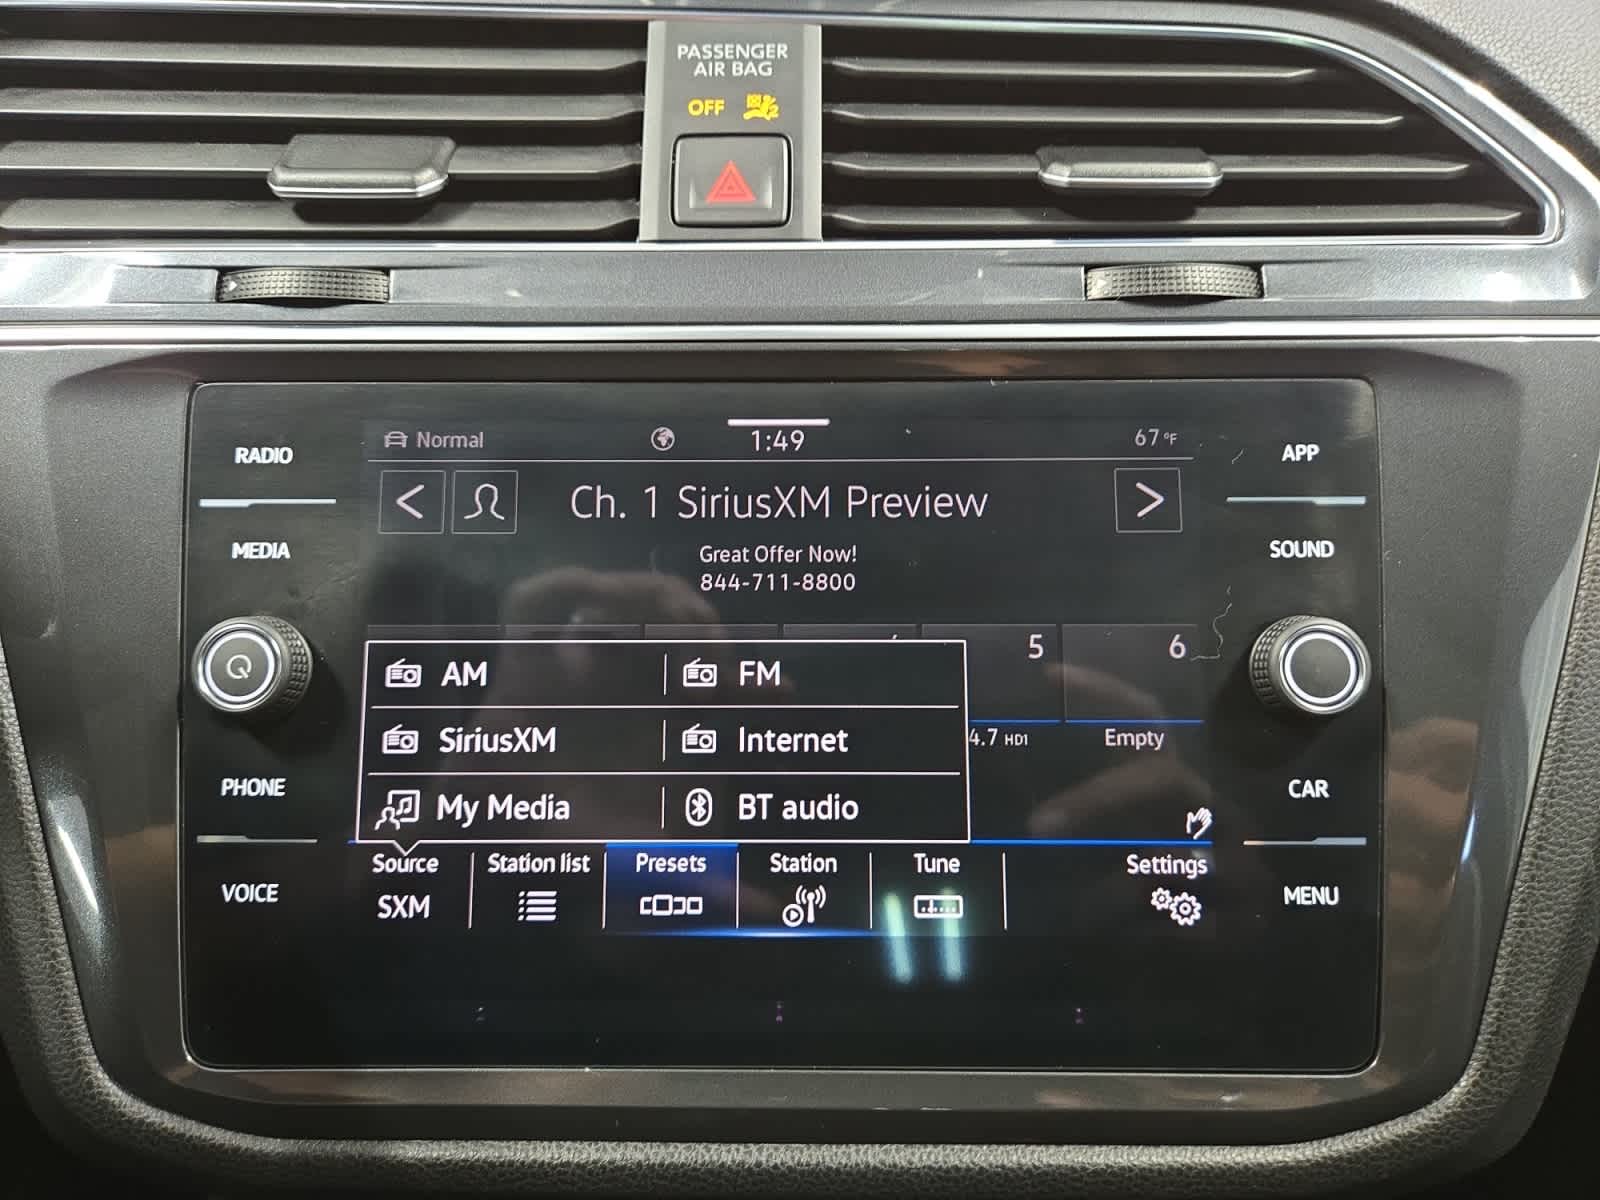 PASSENGER
AIR BAG
OFF
RADIO
MEDIA
PHONE
VOICE
Normal
1:49
67°F
Ch. 1 SiriusXM Preview
Great Offer Now!
844-711-8800
5
6
AM
FM
SiriusXM
Internet
My Media
BT audio
4.7 HD1
Empty
Source
SXM
Station list
Presets
Station
Tune
Settings
APP
SOUND
CAR
MENU